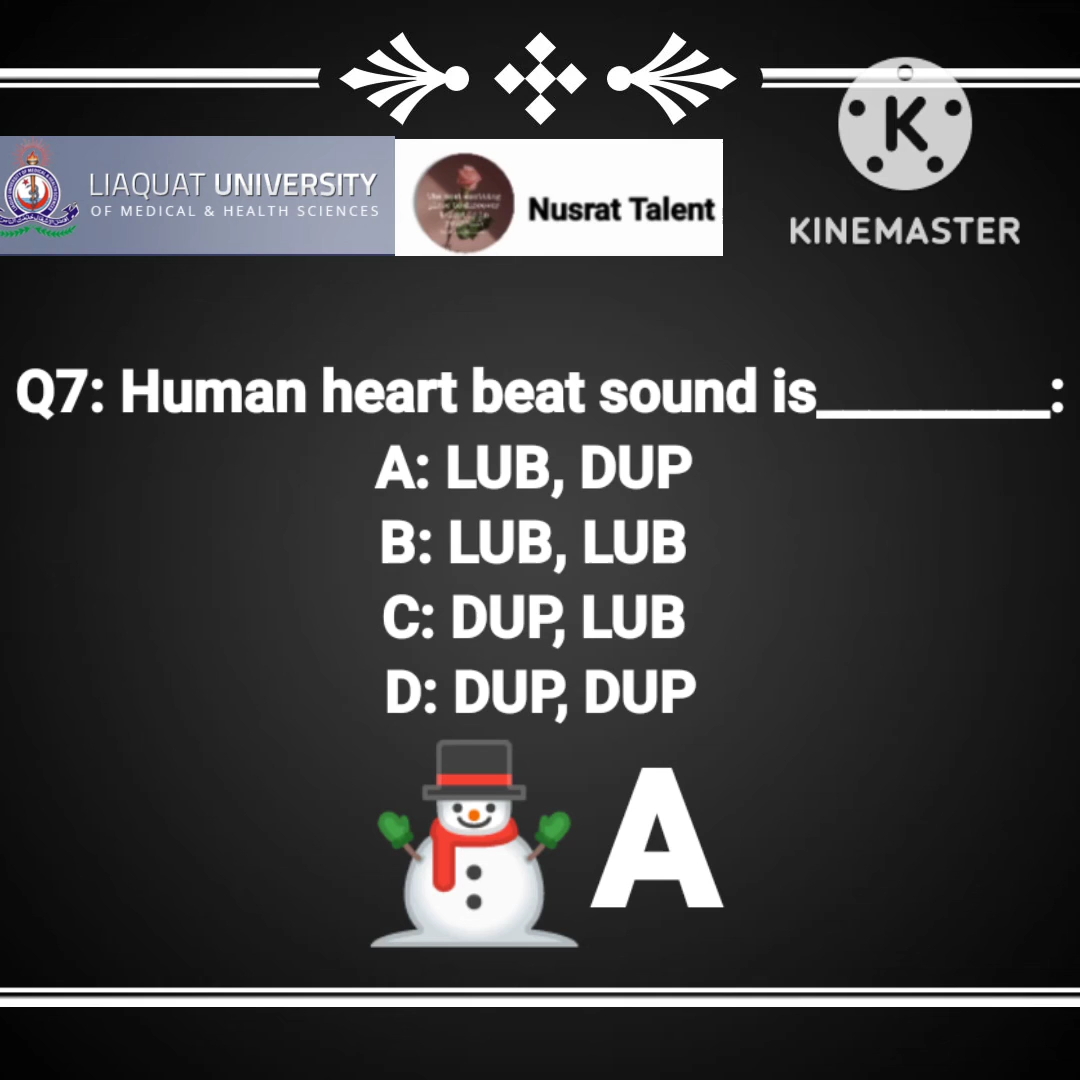 LIAQUAT UNIVERSITY
OF MEDICAL & HEALTH SCIENCES
Nusrat Talent
K
KINEMASTER
Q7: Human heart beat sound is_________:
A: LUB, DUP
B: LUB, LUB
C: DUP, LUB
D: DUP, DUP
A